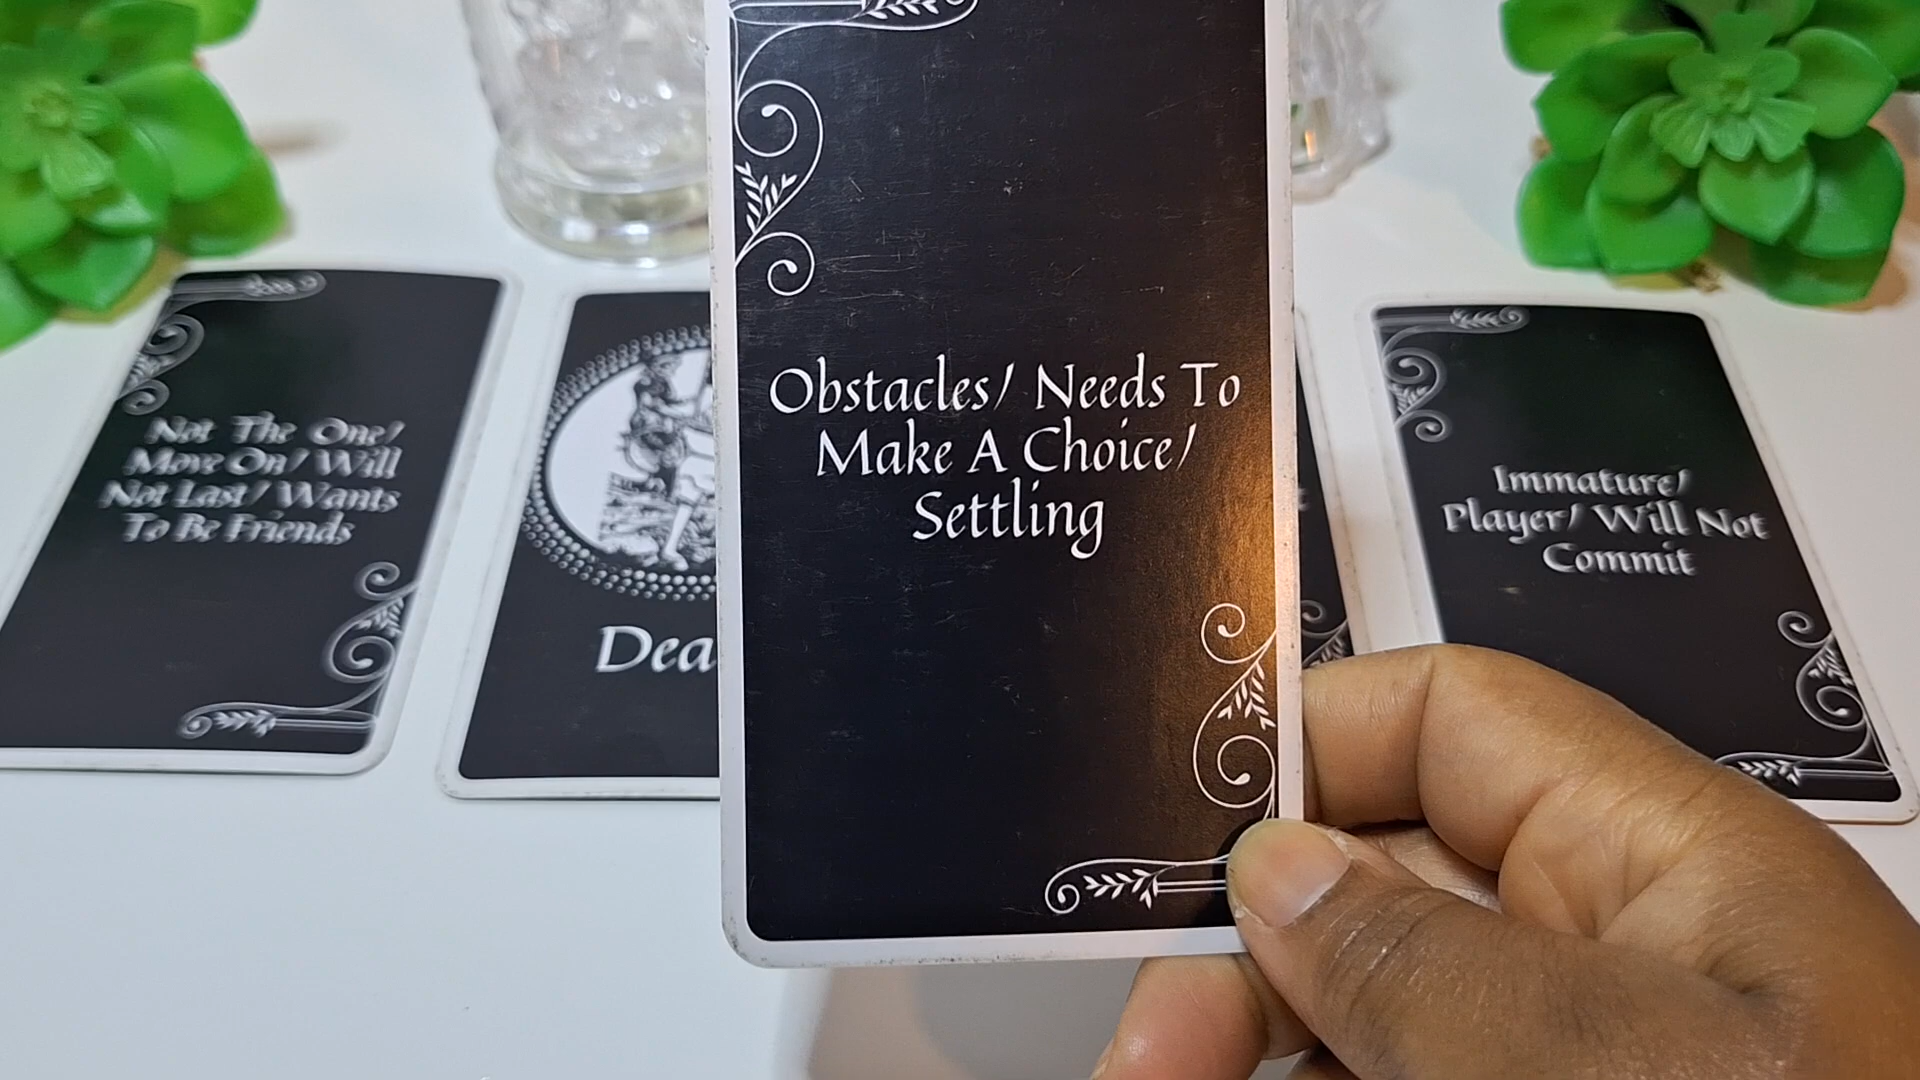 Not The One/
Move On/ Will
Not Last/ Wants
To Be Friends
Dea
Obstacles/ Needs To
Make A Choice/
Settling
Immature/
Player/ Will Not
Commit